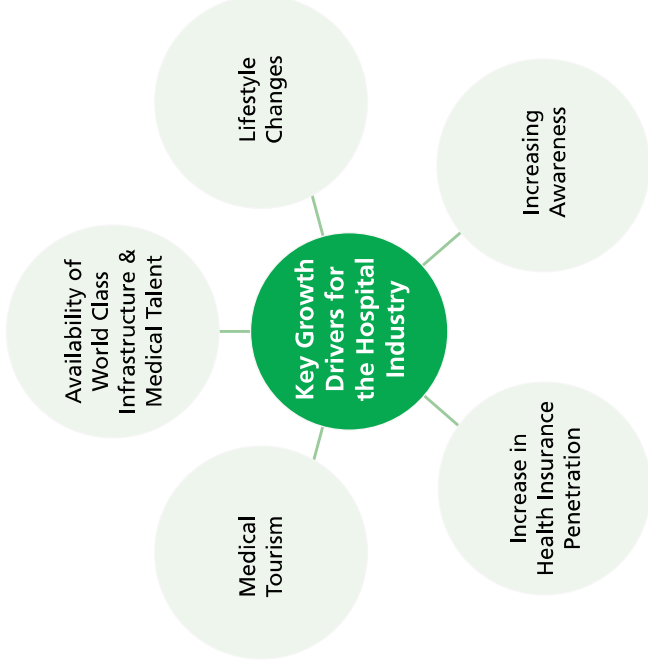 Key Growth
Drivers for
the Hospital
Industry
Availability of
World Class
Infrastructure &
Medical Talent
Lifestyle
Changes
Increasing
Awareness
Increase in
Health Insurance
Penetration
Medical
Tourism